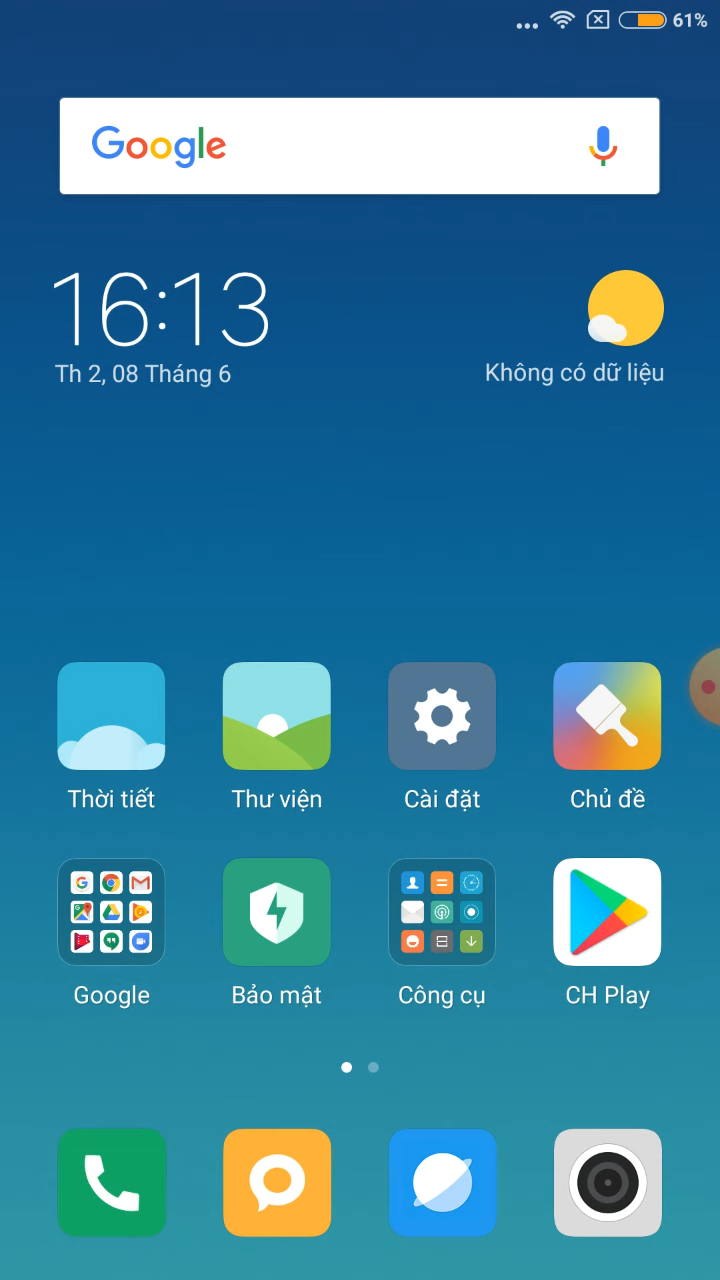 61%
Google
16:13
Th 2, 08 Tháng 6
Không có dữ liệu
Thời tiết
Thư viện
Cài đặt
Chủ đề
Google
Bảo mật
Công cụ
CH Play